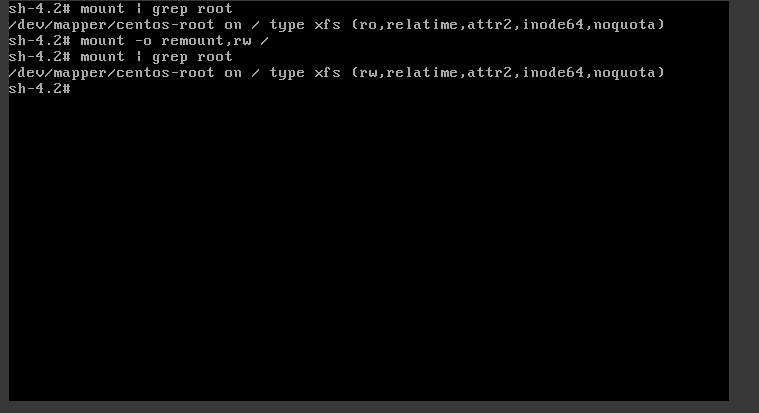 sh-4.2# mount | grep root
/dev/mapper/centos-root on / type xfs (ro,relatime,attr2,inode64,noquota)
sh-4.2# mount -o remount,rw /
sh-4.2# mount | grep root
/dev/mapper/centos-root on / type xfs (rw,relatime,attr2,inode64,noquota)
sh-4.2#